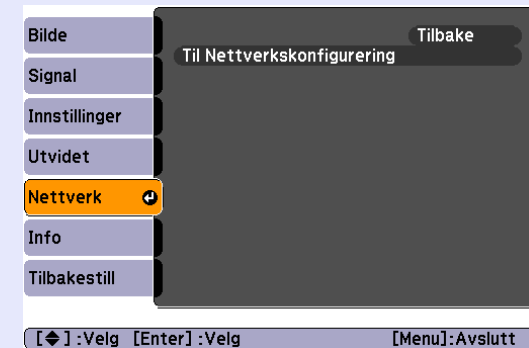 Bilde
Signal
Innstillinger
Utvidet
Nettverk
Info
Tilbakestill
Tilbake
Til Nettverkskonfigurering
[◆] :Velg [Enter] :Velg [Menu]:Avslutt